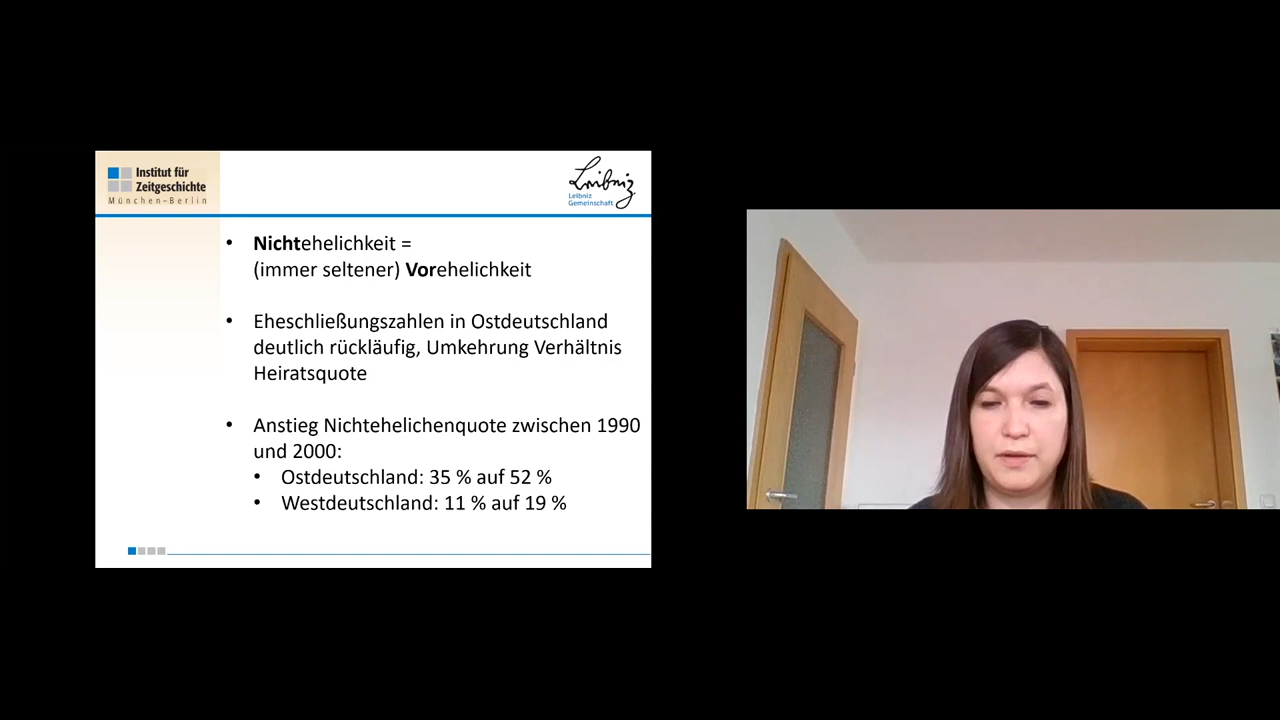 Institut für
Zeitgeschichte
München–Berlin
Leibniz
Leibniz
Gemeinschaft
• Nichtehelichkeit =
(immer seltener) Vorehelichkeit
• Eheschließungszahlen in Ostdeutschland
deutlich rückläufig, Umkehrung Verhältnis
Heiratsquote
• Anstieg Nichtehelichenquote zwischen 1990
und 2000:
• Ostdeutschland: 35 % auf 52 %
• Westdeutschland: 11 % auf 19 %